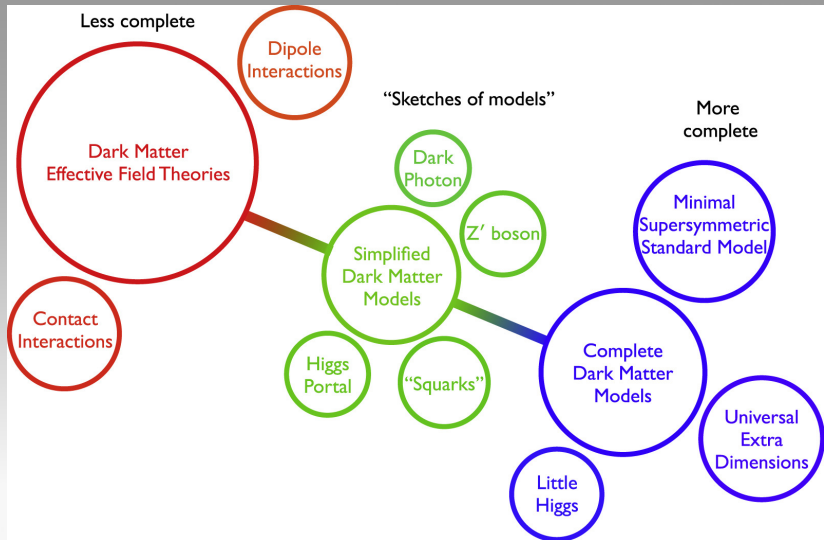 Less complete
Dipole
Interactions
Dark Matter
Effective Field Theories
Contact
Interactions
“Sketches of models”
Dark
Photon
Z′ boson
Simplified
Dark Matter
Models
Higgs
Portal
“Squarks”
More
complete
Minimal
Supersymmetric
Standard Model
Complete
Dark Matter
Models
Universal
Extra
Dimensions
Little
Higgs